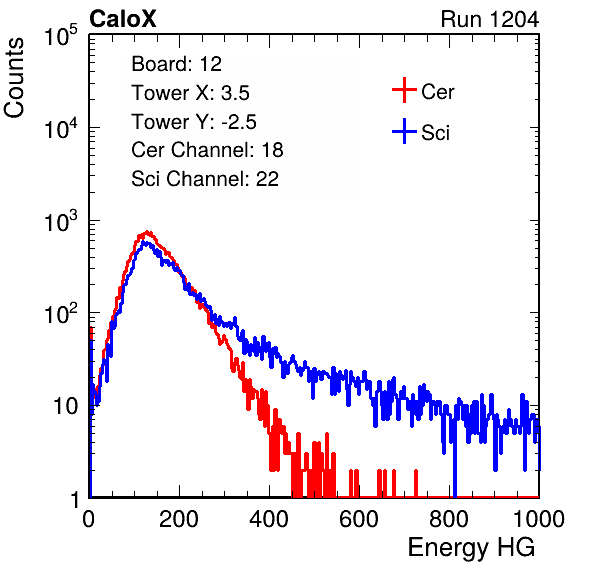 CaloX Run 1204
Counts
10^5
10^4
10^3
10^2
10
1
Board: 12
Tower X: 3.5
Tower Y: -2.5
Cer Channel: 18
Sci Channel: 22
Cer
Sci
0 200 400 600 800 1000
Energy HG